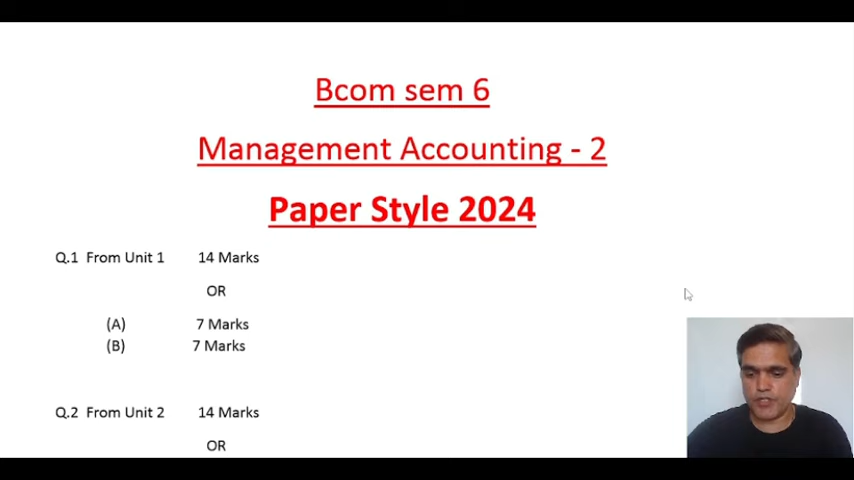 Bcom sem 6
Management Accounting - 2
Paper Style 2024
Q.1 From Unit 1 14 Marks
OR
(A) 7 Marks
(B) 7 Marks
Q.2 From Unit 2 14 Marks
OR